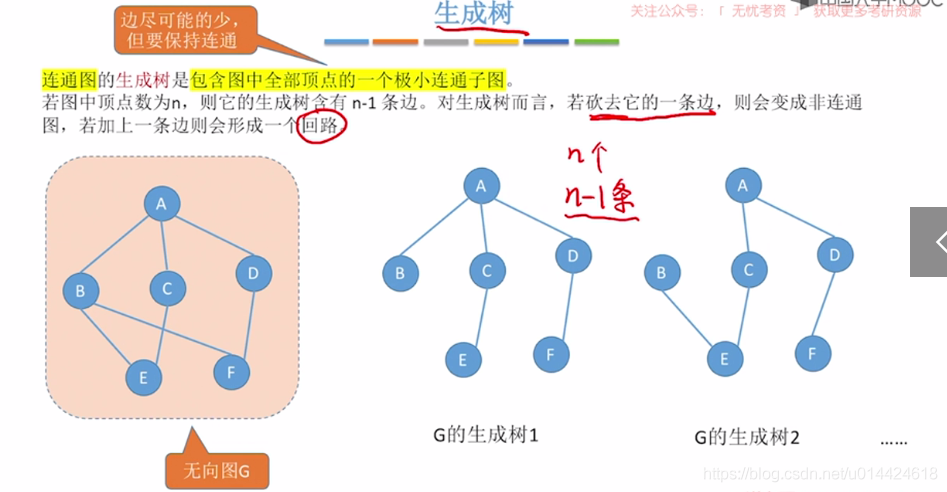 中国大学MOOC
关注公众号:「 无忧考资 」 获取更多考研资源
生成树
边尽可能的少,
但要保持连通
连通图的生成树是包含图中全部顶点的一个极小连通子图。
若图中顶点数为n,则它的生成树含有 n-1 条边。对生成树而言,若砍去它的一条边,则会变成非连通
图,若加上一条边则会形成一个回路。
n个
n-1条
A
B
C
D
E
F
无向图G
A
B
C
D
E
F
G的生成树1
A
B
C
D
E
F
G的生成树2
……
https://blog.csdn.net/u014424618